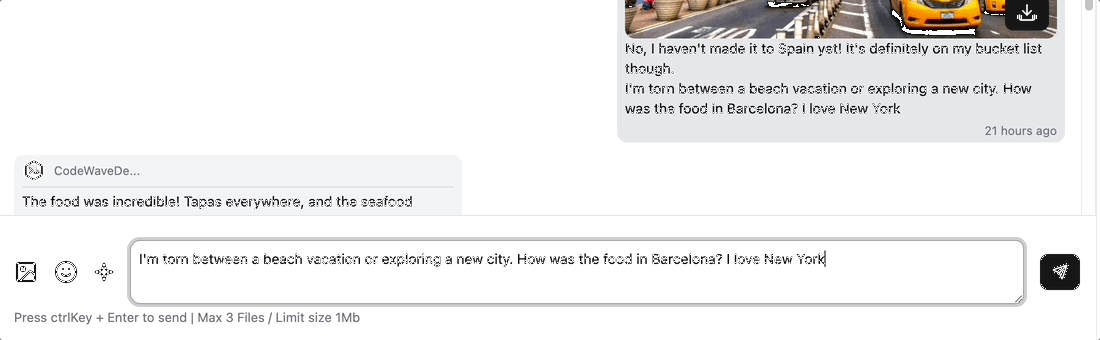 No, I haven't made it to Spain yet! It's definitely on my bucket list
though.
I'm torn between a beach vacation or exploring a new city. How
was the food in Barcelona? I love New York
21 hours ago
CodeWaveDe...
The food was incredible! Tapas everywhere, and the seafood
I'm torn between a beach vacation or exploring a new city. How was the food in Barcelona? I love New York
Press ctrlKey + Enter to send | Max 3 Files / Limit size 1Mb